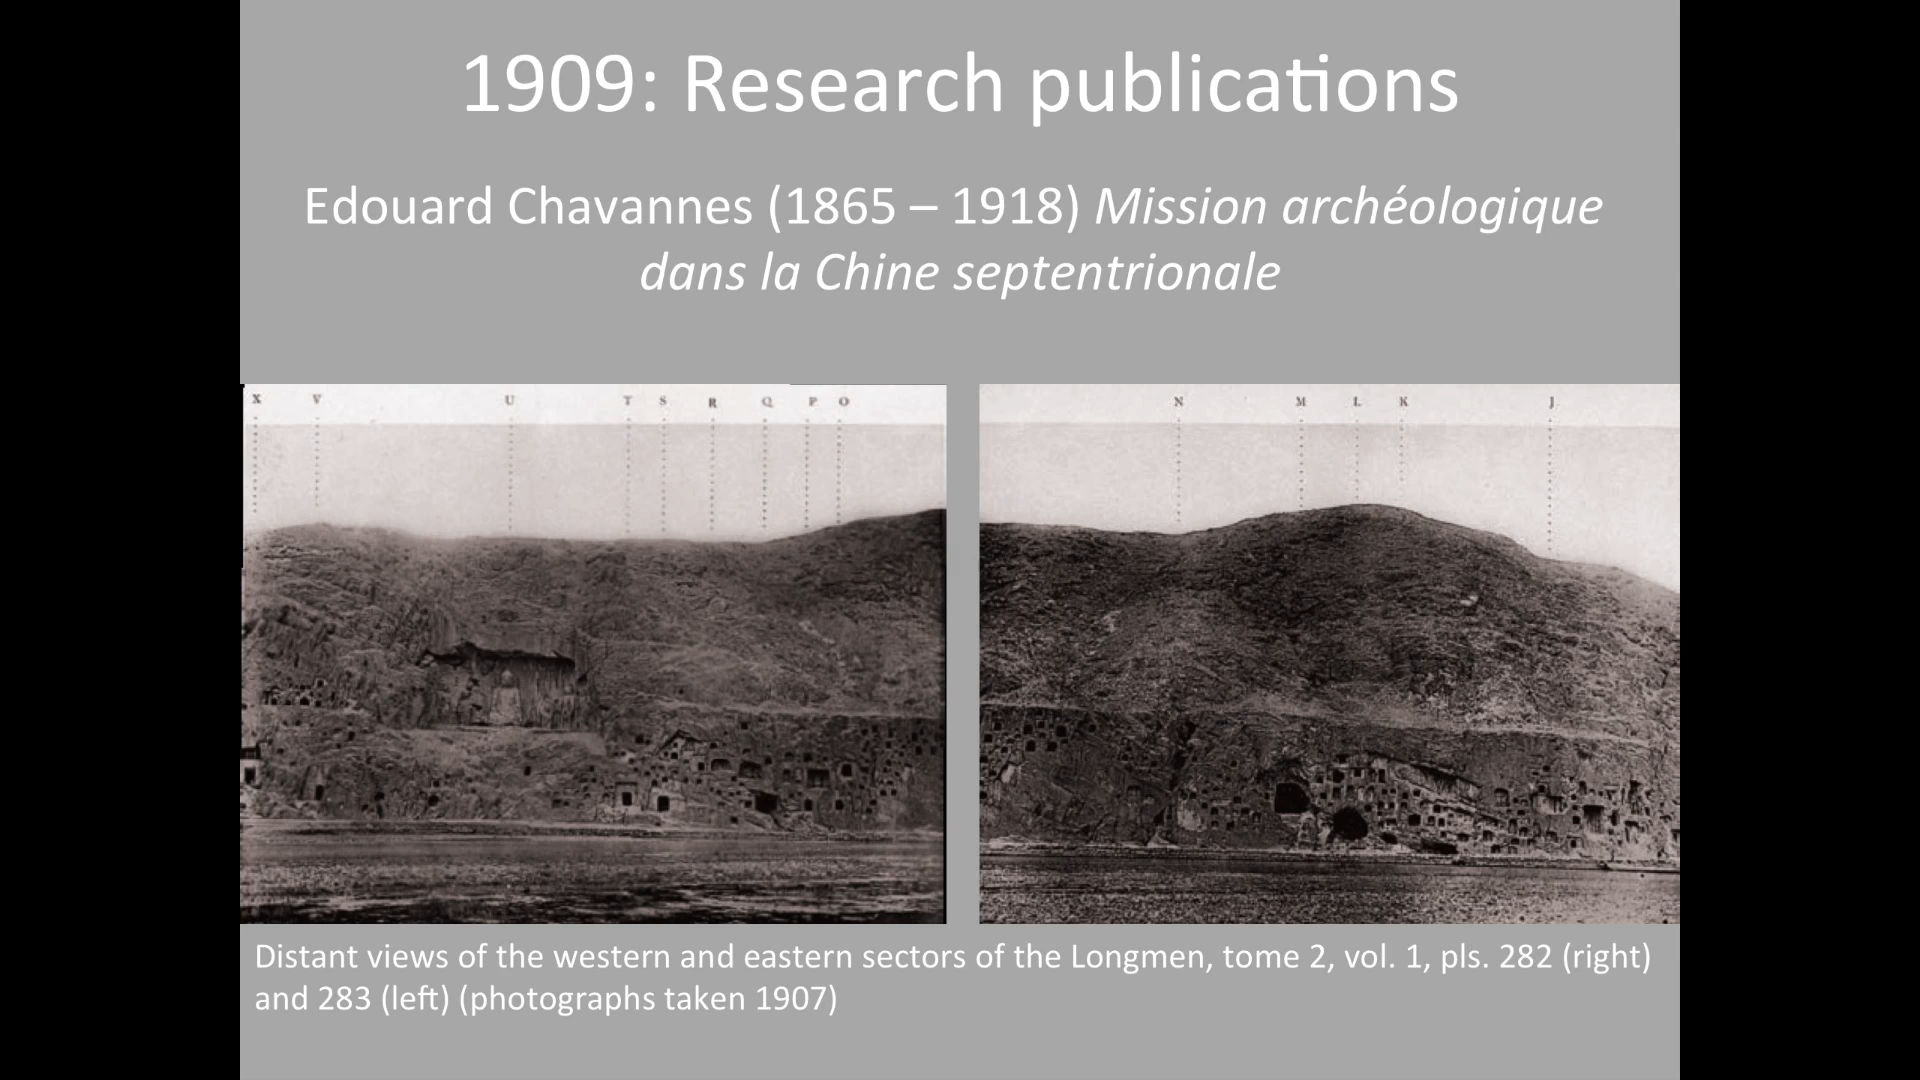 1909: Research publications
Edouard Chavannes (1865 – 1918) Mission archéologique
dans la Chine septentrionale
X V U T S R Q P O
N M L K J
Distant views of the western and eastern sectors of the Longmen, tome 2, vol. 1, pls. 282 (right)
and 283 (left) (photographs taken 1907)